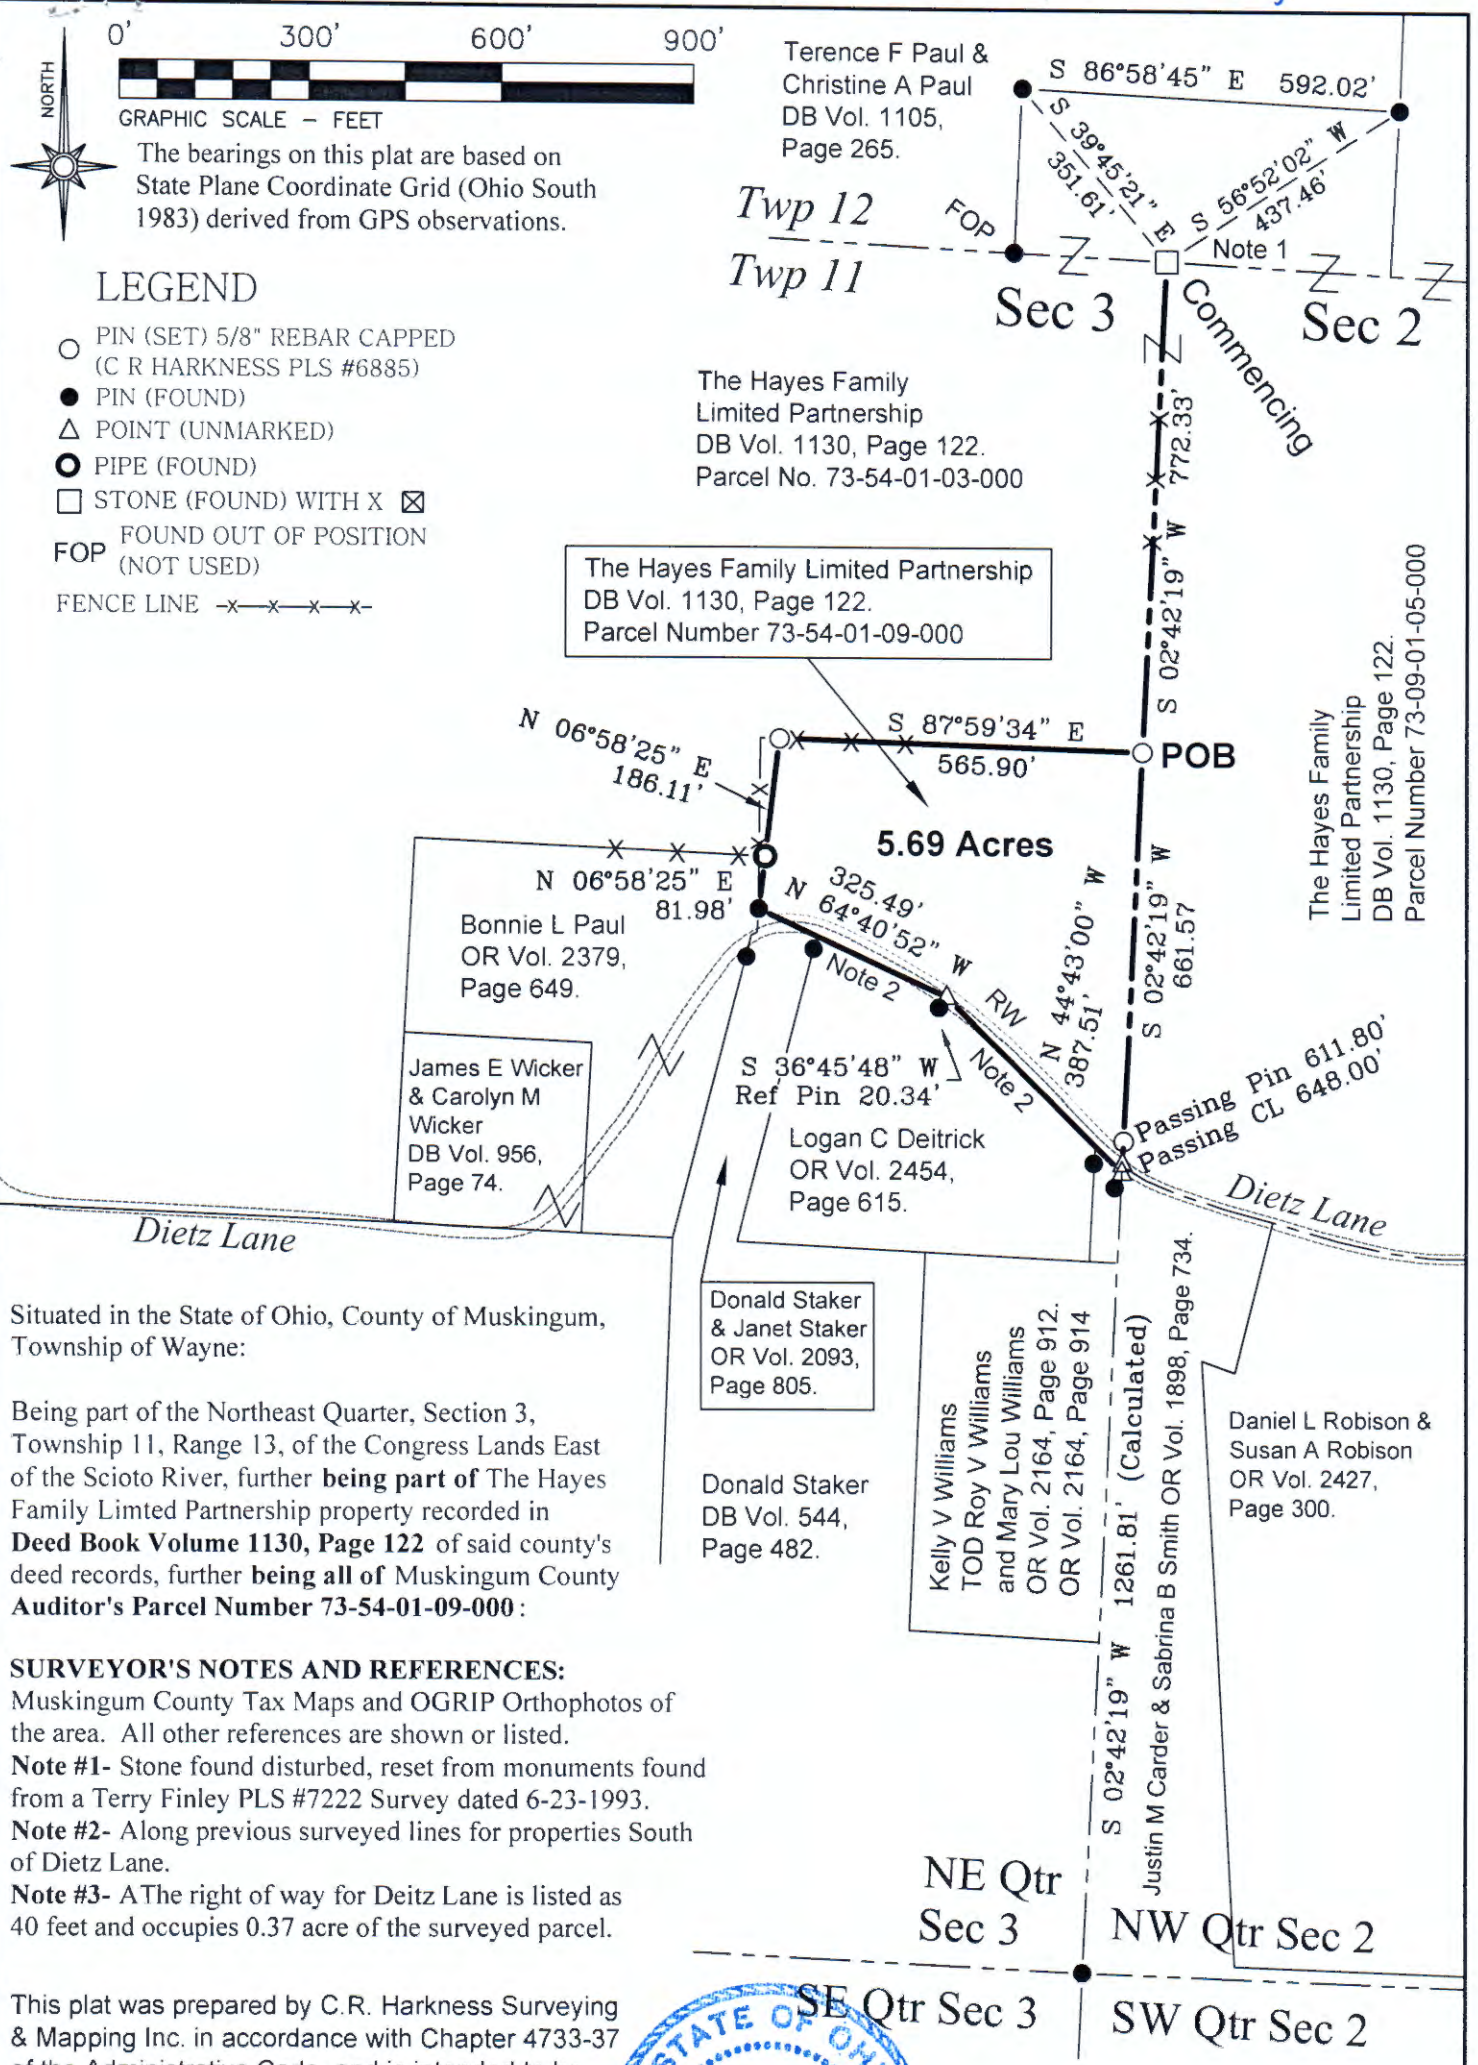 0' 300' 600' 900'
NORTH
GRAPHIC SCALE – FEET
The bearings on this plat are based on
State Plane Coordinate Grid (Ohio South
1983) derived from GPS observations.
LEGEND
PIN (SET) 5/8" REBAR CAPPED
(C R HARKNESS PLS #6885)
PIN (FOUND)
POINT (UNMARKED)
PIPE (FOUND)
STONE (FOUND) WITH X
FOP FOUND OUT OF POSITION
(NOT USED)
FENCE LINE -x—x—x—x-
Terence F Paul &
Christine A Paul
DB Vol. 1105,
Page 265.
S 86°58'45" E 592.02'
S 39°45'21" E
351.61'
S 56°52'02" W
437.46'
Twp 12
FOP
Note 1
Twp 11
Sec 3
Sec 2
Commencing
The Hayes Family
Limited Partnership
DB Vol. 1130, Page 122.
Parcel No. 73-54-01-03-000
S 02°42'19" W 772.33'
The Hayes Family Limited Partnership
DB Vol. 1130, Page 122.
Parcel Number 73-54-01-09-000
The Hayes Family
Limited Partnership
DB Vol. 1130, Page 122.
Parcel Number 73-09-01-05-000
N 06°58'25" E
186.11'
S 87°59'34" E
565.90'
POB
5.69 Acres
N 06°58'25" E
81.98'
325.49'
N 64°40'52" W
N 44°43'00" W
387.51'
S 02°42'19" W
661.57
Bonnie L Paul
OR Vol. 2379,
Page 649.
Note 2
RW
Note 2
S 36°45'48" W
Ref Pin 20.34'
Passing Pin 611.80'
Passing CL 648.00'
James E Wicker
& Carolyn M
Wicker
DB Vol. 956,
Page 74.
Logan C Deitrick
OR Vol. 2454,
Page 615.
Dietz Lane
Dietz Lane
Donald Staker
& Janet Staker
OR Vol. 2093,
Page 805.
Donald Staker
DB Vol. 544,
Page 482.
Kelly V Williams
TOD Roy V Williams
and Mary Lou Williams
OR Vol. 2164, Page 912.
OR Vol. 2164, Page 914
S 02°42'19" W 1261.81' (Calculated)
Justin M Carder & Sabrina B Smith OR Vol. 1898, Page 734.
Daniel L Robison &
Susan A Robison
OR Vol. 2427,
Page 300.
Situated in the State of Ohio, County of Muskingum,
Township of Wayne:
Being part of the Northeast Quarter, Section 3,
Township 11, Range 13, of the Congress Lands East
of the Scioto River, further being part of The Hayes
Family Limted Partnership property recorded in
Deed Book Volume 1130, Page 122 of said county's
deed records, further being all of Muskingum County
Auditor's Parcel Number 73-54-01-09-000:
SURVEYOR'S NOTES AND REFERENCES:
Muskingum County Tax Maps and OGRIP Orthophotos of
the area. All other references are shown or listed.
Note #1- Stone found disturbed, reset from monuments found
from a Terry Finley PLS #7222 Survey dated 6-23-1993.
Note #2- Along previous surveyed lines for properties South
of Dietz Lane.
Note #3- AThe right of way for Deitz Lane is listed as
40 feet and occupies 0.37 acre of the surveyed parcel.
NE Qtr
Sec 3
NW Qtr Sec 2
SE Qtr Sec 3
SW Qtr Sec 2
This plat was prepared by C.R. Harkness Surveying
& Mapping Inc. in accordance with Chapter 4733-37
STATE OF